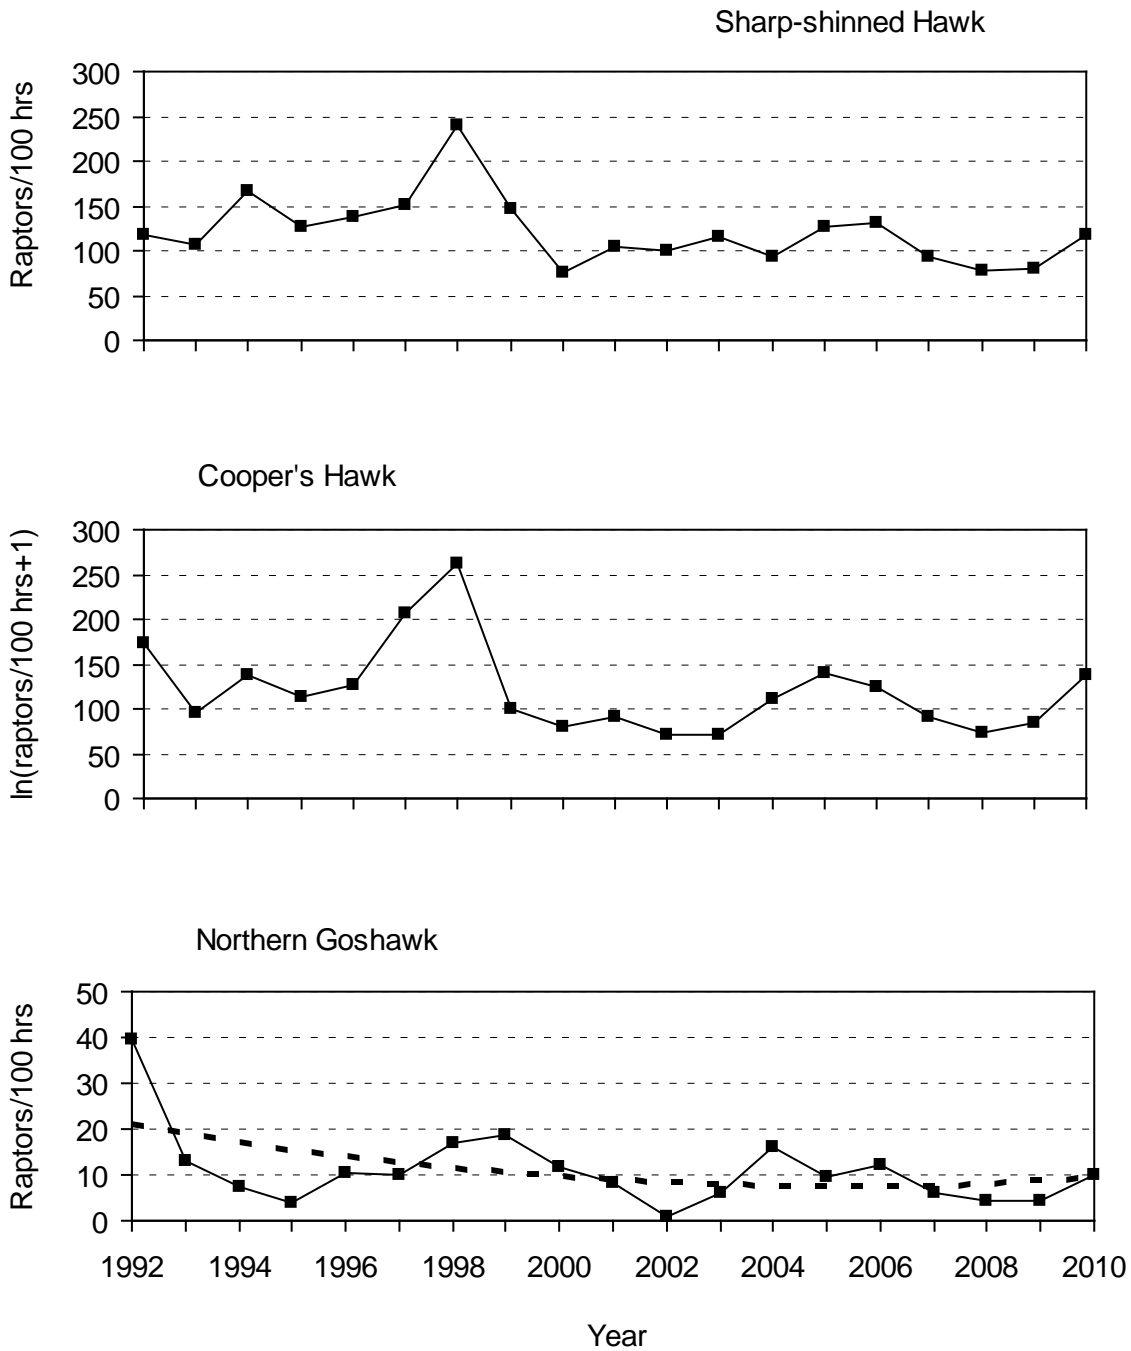 Sharp-shinned Hawk
Raptors/100 hrs
300
250
200
150
100
50
0
Cooper's Hawk
ln(raptors/100 hrs+1)
300
250
200
150
100
50
0
Northern Goshawk
Raptors/100 hrs
50
40
30
20
10
0
1992 1994 1996 1998 2000 2002 2004 2006 2008 2010
Year